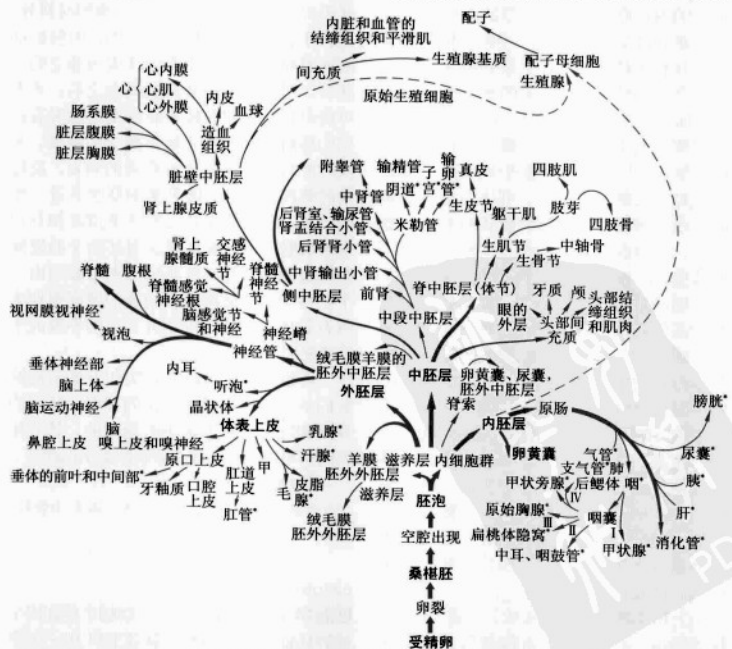 配子
内脏和血管的
结缔组织和平滑肌
配子母细胞
间充质
生殖腺基质
生殖腺
原始生殖细胞
心
心内膜
心肌
心外膜
内皮
血球
造血
组织
肠系膜
脏层腹膜
脏层胸膜
脏壁中胚层
肾上腺皮质
附睾管
输精管
子宫*
输卵管*
阴道*
中肾管
真皮
四肢肌
生皮节
肢芽
后肾室、输尿管
肾盂结合小管
米勒管
躯干肌
四肢骨
后肾肾小管
生肌节
中轴骨
生骨节
中肾输出小管
前肾
脊中胚层(体节)
侧中胚层
中段中胚层
牙质
颅
头部结
缔组织
和肌肉
眼的
外层
头部间
充质
肾上
腺髓质
交感
神经
节
脊髓
神经
节
脊髓
腹根
脊髓感觉
神经根
视网膜视神经*
脑感觉节
和神经
神经嵴
视泡
神经管
绒毛膜羊膜的
胚外中胚层
中胚层
卵黄囊、尿囊,
胚外中胚层
垂体神经部
内耳
听泡*
外胚层
脑上体
晶状体
脊索
内胚层
原肠
膀胱*
脑运动神经
脑
体表上皮
乳腺*
鼻腔上皮
嗅上皮和嗅神经
汗腺*
羊膜
胚外外胚层
滋养层
内细胞群
卵黄囊
气管*
尿囊*
垂体的前叶和中间部*
原口上皮
甲
支气管*
肺*
牙釉质
口腔
上皮
肛道
上皮
皮脂
腺*
毛
滋养层
胚泡
甲状旁腺*
后鳃体
咽*
胰*
肛管*
绒毛膜
胚外外胚层
原始胸腺*
Ⅳ
咽囊
肝*
空腔出现
扁桃体隐窝*
Ⅲ
Ⅱ
Ⅰ
中耳、咽鼓管*
甲状腺*
消化管*
桑椹胚
卵裂
受精卵
PD